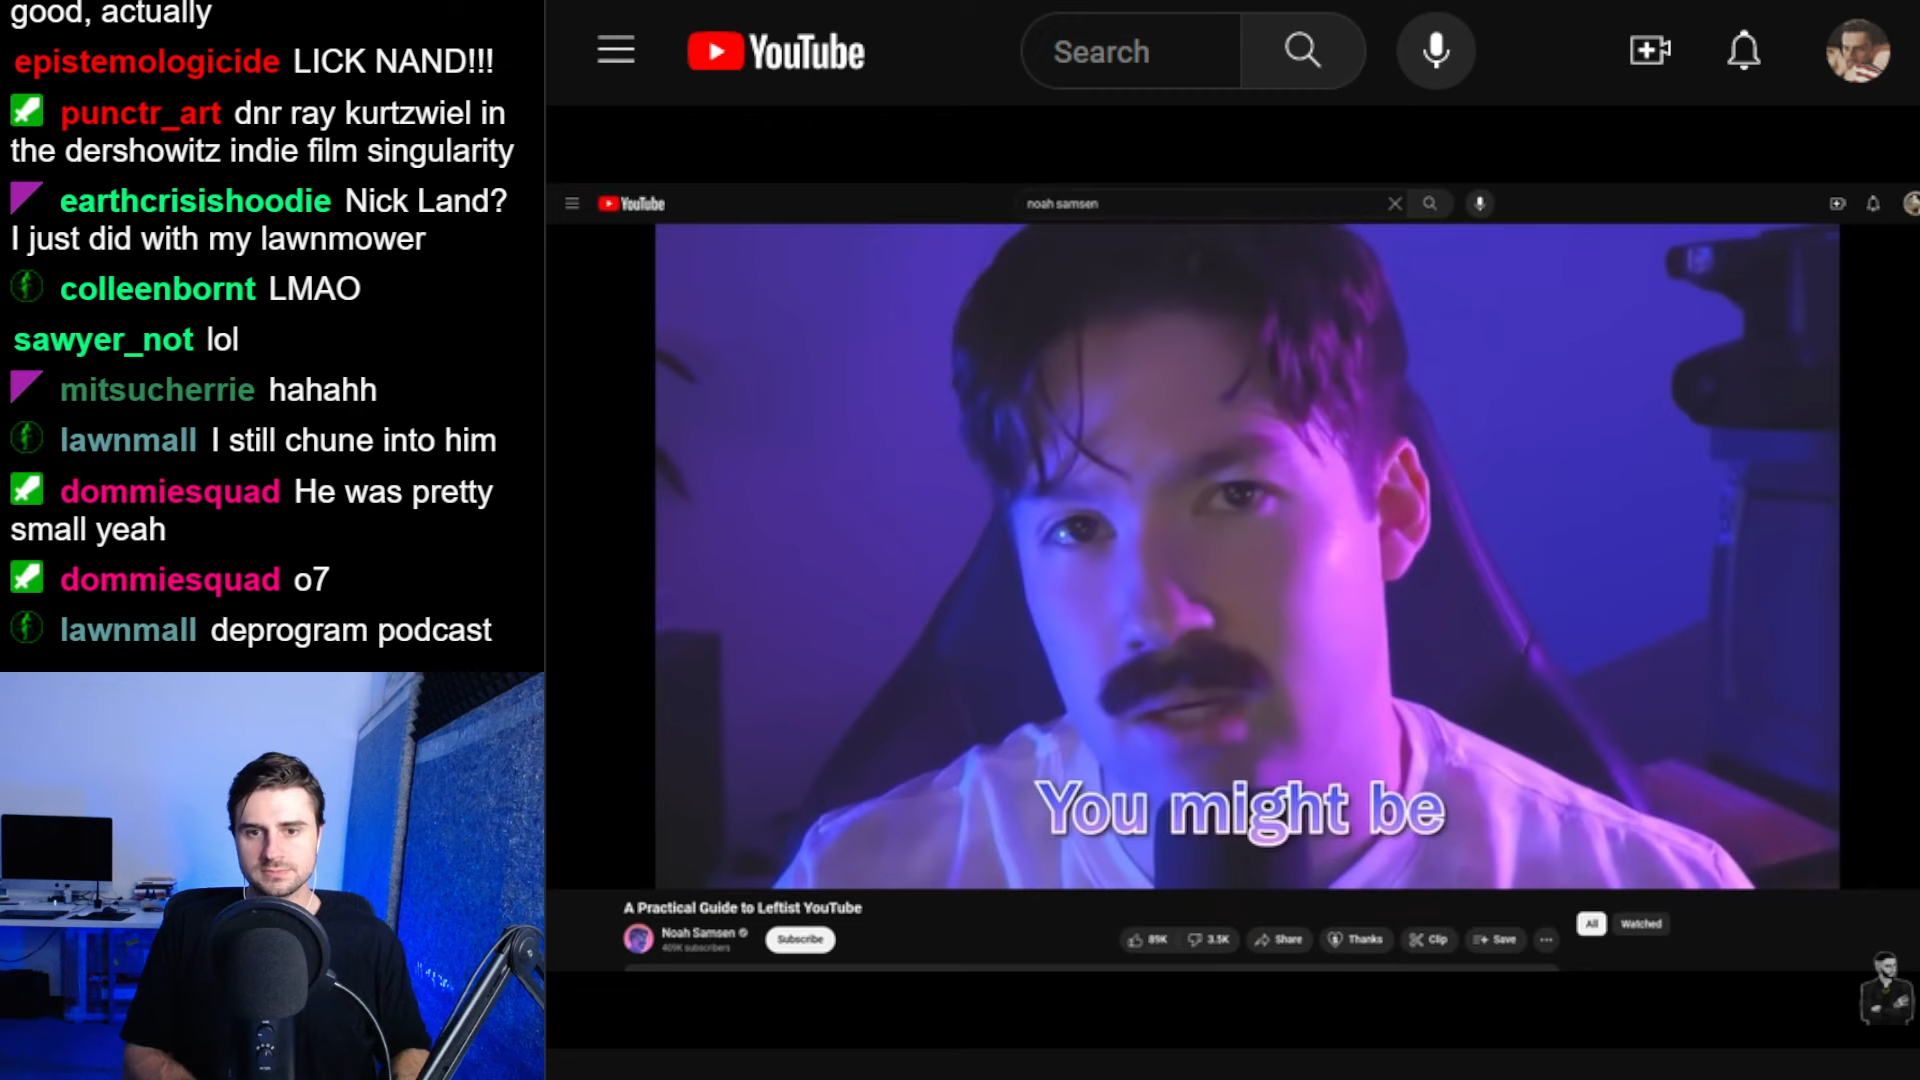 good, actually
epistemologicide LICK NAND!!!
punctr_art dnr ray kurtzwiel in
the dershowitz indie film singularity
earthcrisishoodie Nick Land?
I just did with my lawnmower
colleenbornt LMAO
sawyer_not lol
mitsucherrie hahahh
lawnmall I still chune into him
dommiesquad He was pretty
small yeah
dommiesquad o7
lawnmall deprogram podcast
YouTube
Search
YouTube
noah samsen
You might be
A Practical Guide to Leftist YouTube
Noah Samsen
409K subscribers
Subscribe
89K
3.5K
Share
Thanks
Clip
Save
All
Watched